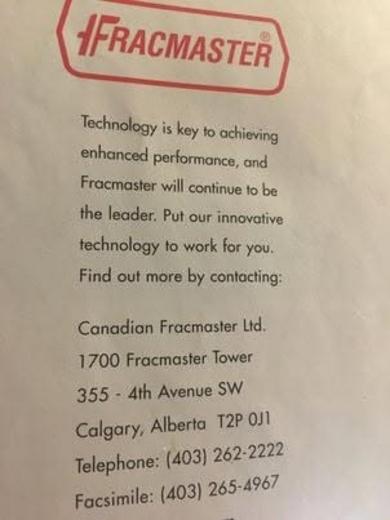 FRACMASTER®
Technology is key to achieving
enhanced performance, and
Fracmaster will continue to be
the leader. Put our innovative
technology to work for you.
Find out more by contacting:
Canadian Fracmaster Ltd.
1700 Fracmaster Tower
355 - 4th Avenue SW
Calgary, Alberta T2P 0J1
Telephone: (403) 262-2222
Facsimile: (403) 265-4967